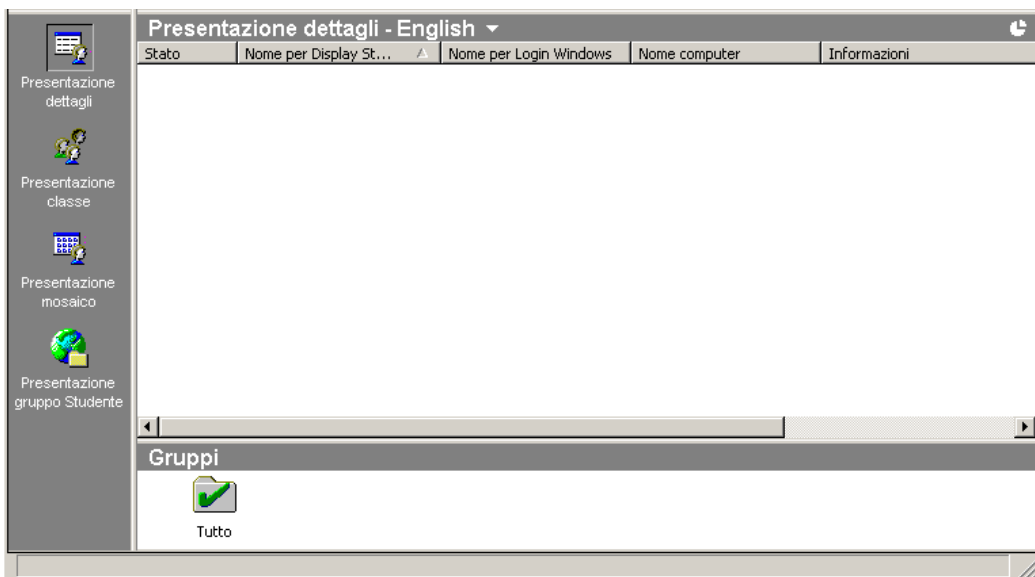 Presentazione dettagli - English
Stato Nome per Display St... Nome per Login Windows Nome computer Informazioni
Presentazione
dettagli
Presentazione
classe
Presentazione
mosaico
Presentazione
gruppo Studente
Gruppi
Tutto